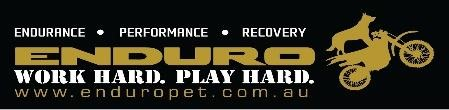 ENDURANCE • PERFORMANCE • RECOVERY
ENDURO
WORK HARD. PLAY HARD.
www.enduropet.com.au